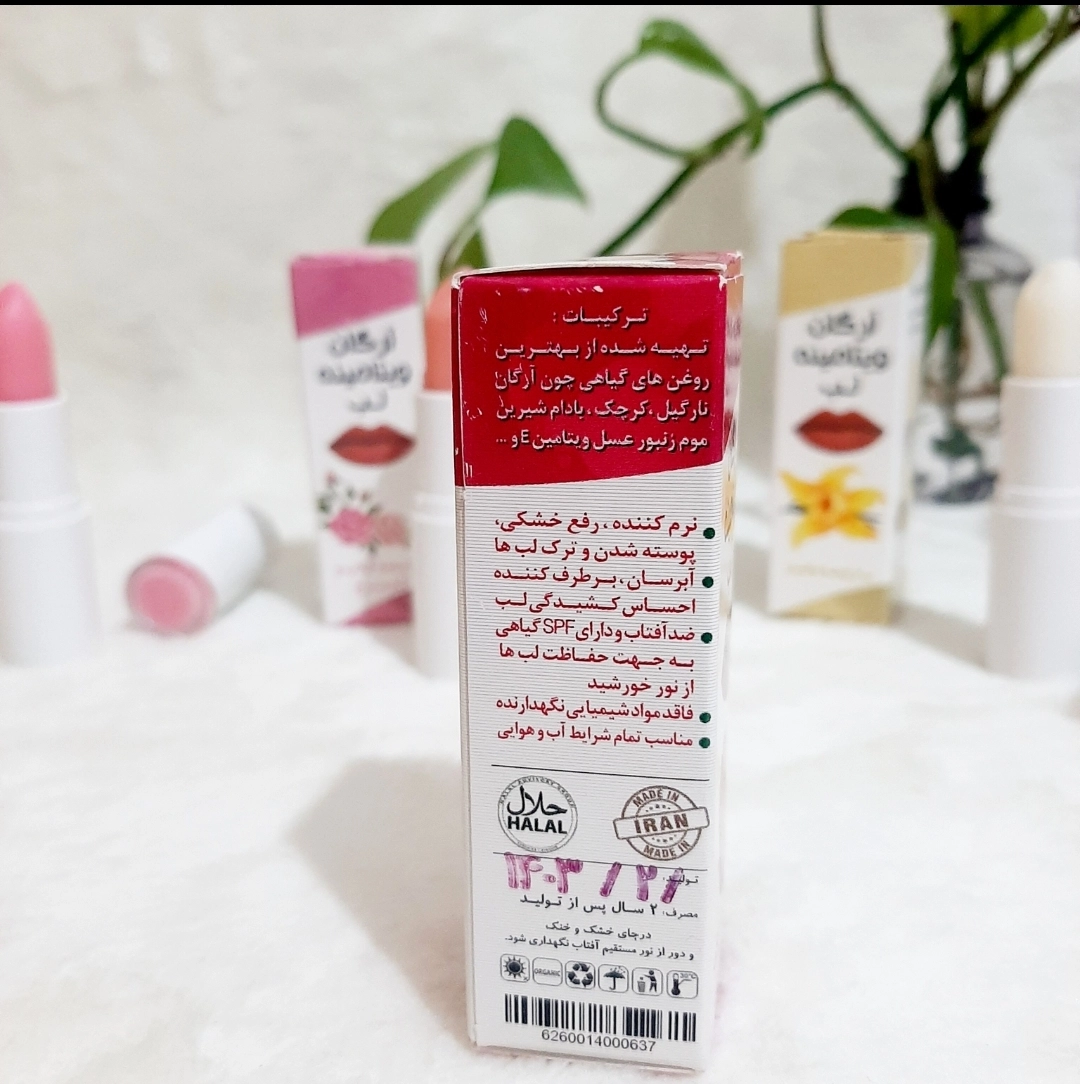 ترکیبات :
تهیه شده از بهترین
روغن های گیاهی چون آرگان
نارگیل ،کرچک ، بادام شیرین
موم زنبور عسل ویتامین E و ...
نرم کننده ، رفع خشکی،
پوسته شدن و ترک لب ها
آبرسان ، برطرف کننده
احساس کشیدگی لب
ضدآفتاب و دارای SPF گیاهی
به جهت حفاظت لب ها
از نور خورشید
فاقد مواد شیمیایی نگهدارنده
مناسب تمام شرایط آب و هوایی
حلال
HALAL
MADE IN
IRAN
MADE IN
تولید:
۱۴۰۳ /
مصرف: ۲ سال پس از تولید
درجای خشک و خنک
و دور از نور مستقیم آفتاب نگهداری شود.
ORGANIC
30°C
6260014000637
آرگان
ویتامینه
لب
آرگان
ویتامینه
لب